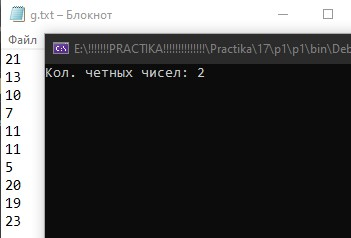 g.txt – Блокнот
Файл
E:\!!!!!!!PRACTIKA!!!!!!!!!!!!!!!\Practika\17\p1\p1\bin\Deb
Кол. четных чисел: 2
21
13
10
7
11
11
5
20
19
23